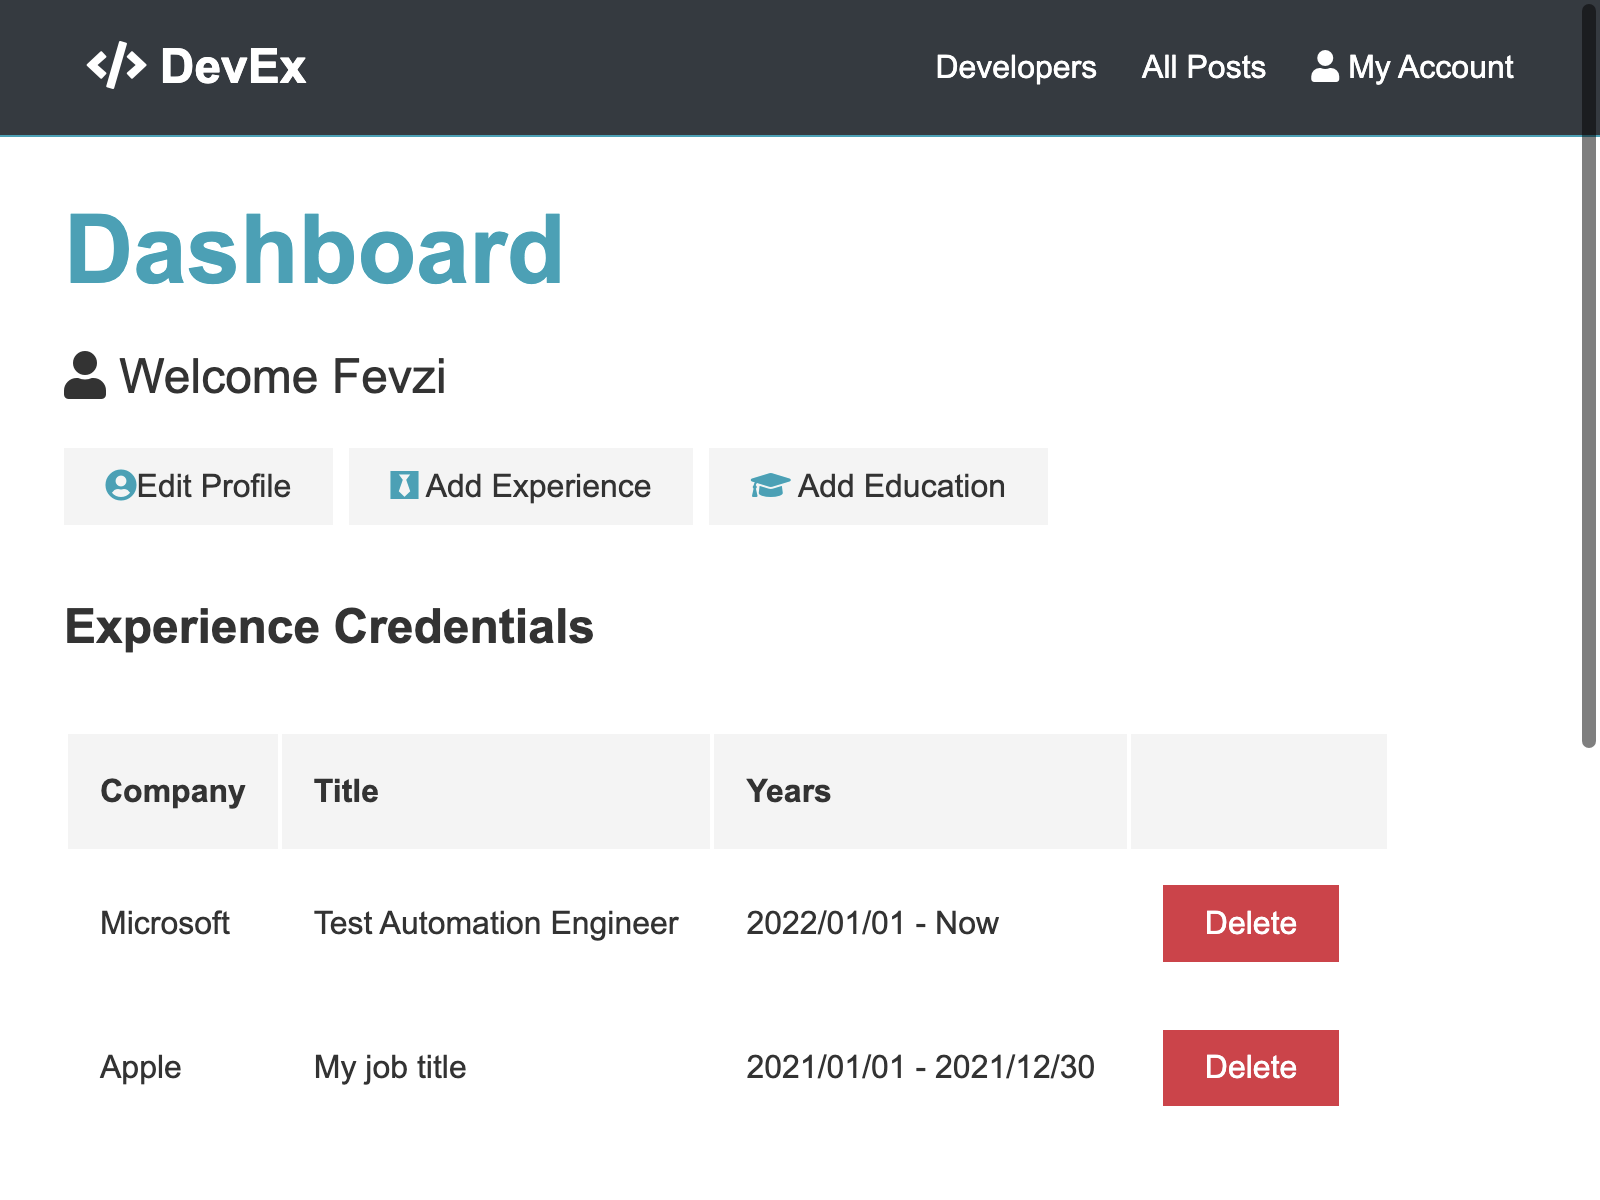 DevEx Developers All Posts My Account
Dashboard
Welcome Fevzi
Edit Profile Add Experience Add Education
Experience Credentials
Company Title Years
Microsoft Test Automation Engineer 2022/01/01 - Now Delete
Apple My job title 2021/01/01 - 2021/12/30 Delete